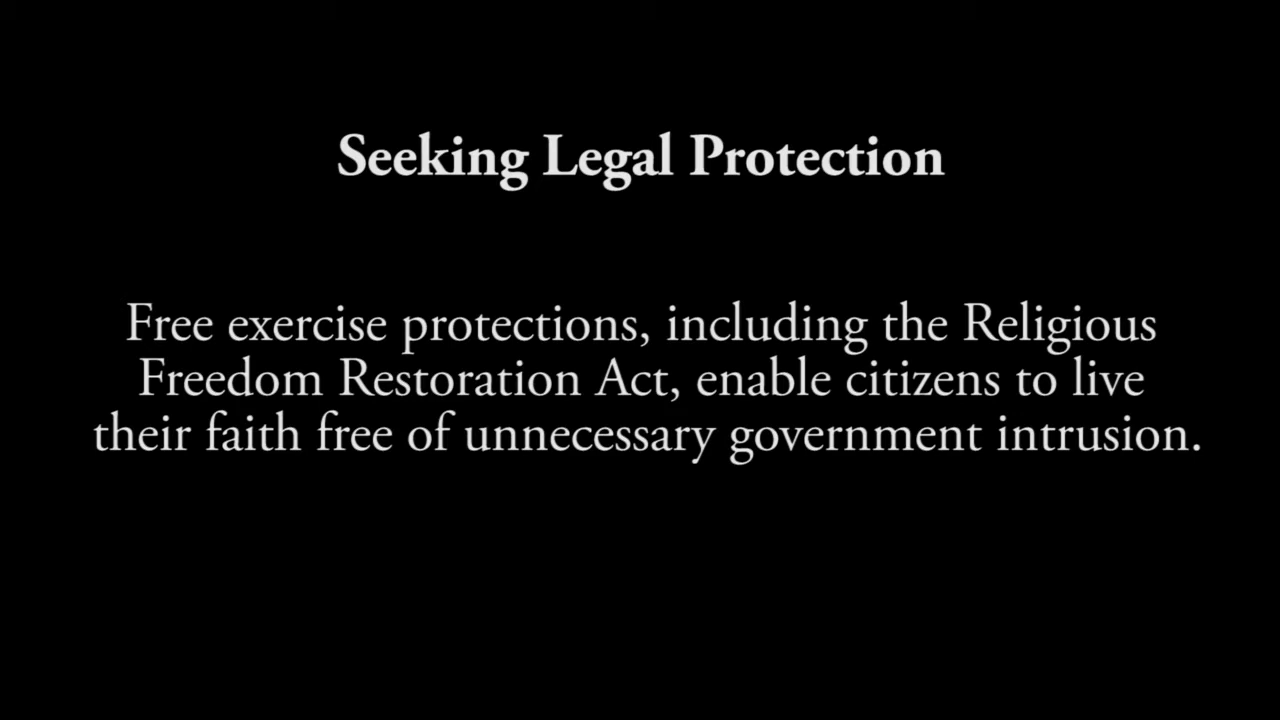 Seeking Legal Protection
Free exercise protections, including the Religious
Freedom Restoration Act, enable citizens to live
their faith free of unnecessary government intrusion.